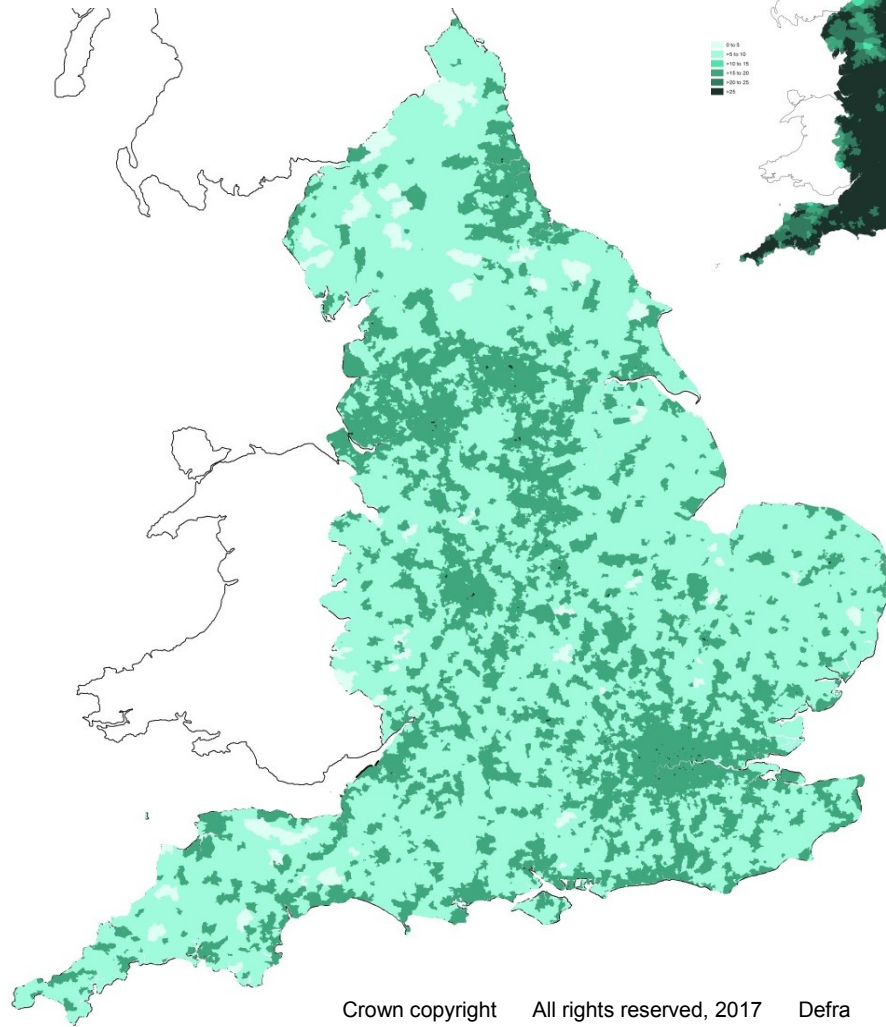 0 to 5
>5 to 10
>10 to 15
>15 to 20
>20 to 25
>25
Crown copyright All rights reserved, 2017 Defra